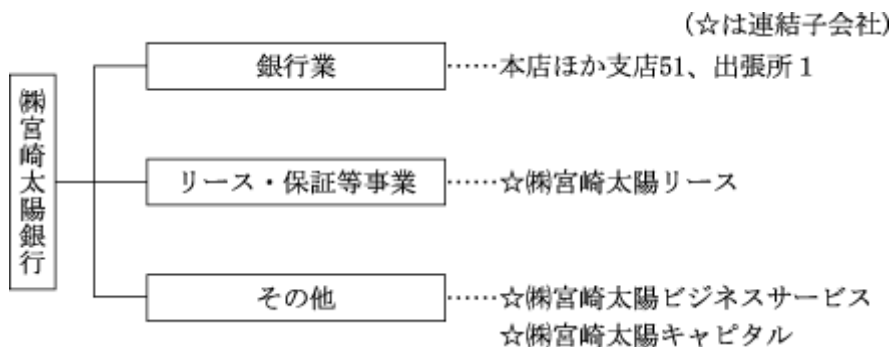 (☆は連結子会社)
㈱宮崎太陽銀行
銀行業……本店ほか支店51、出張所1
リース・保証等事業……☆㈱宮崎太陽リース
その他……☆㈱宮崎太陽ビジネスサービス
☆㈱宮崎太陽キャピタル